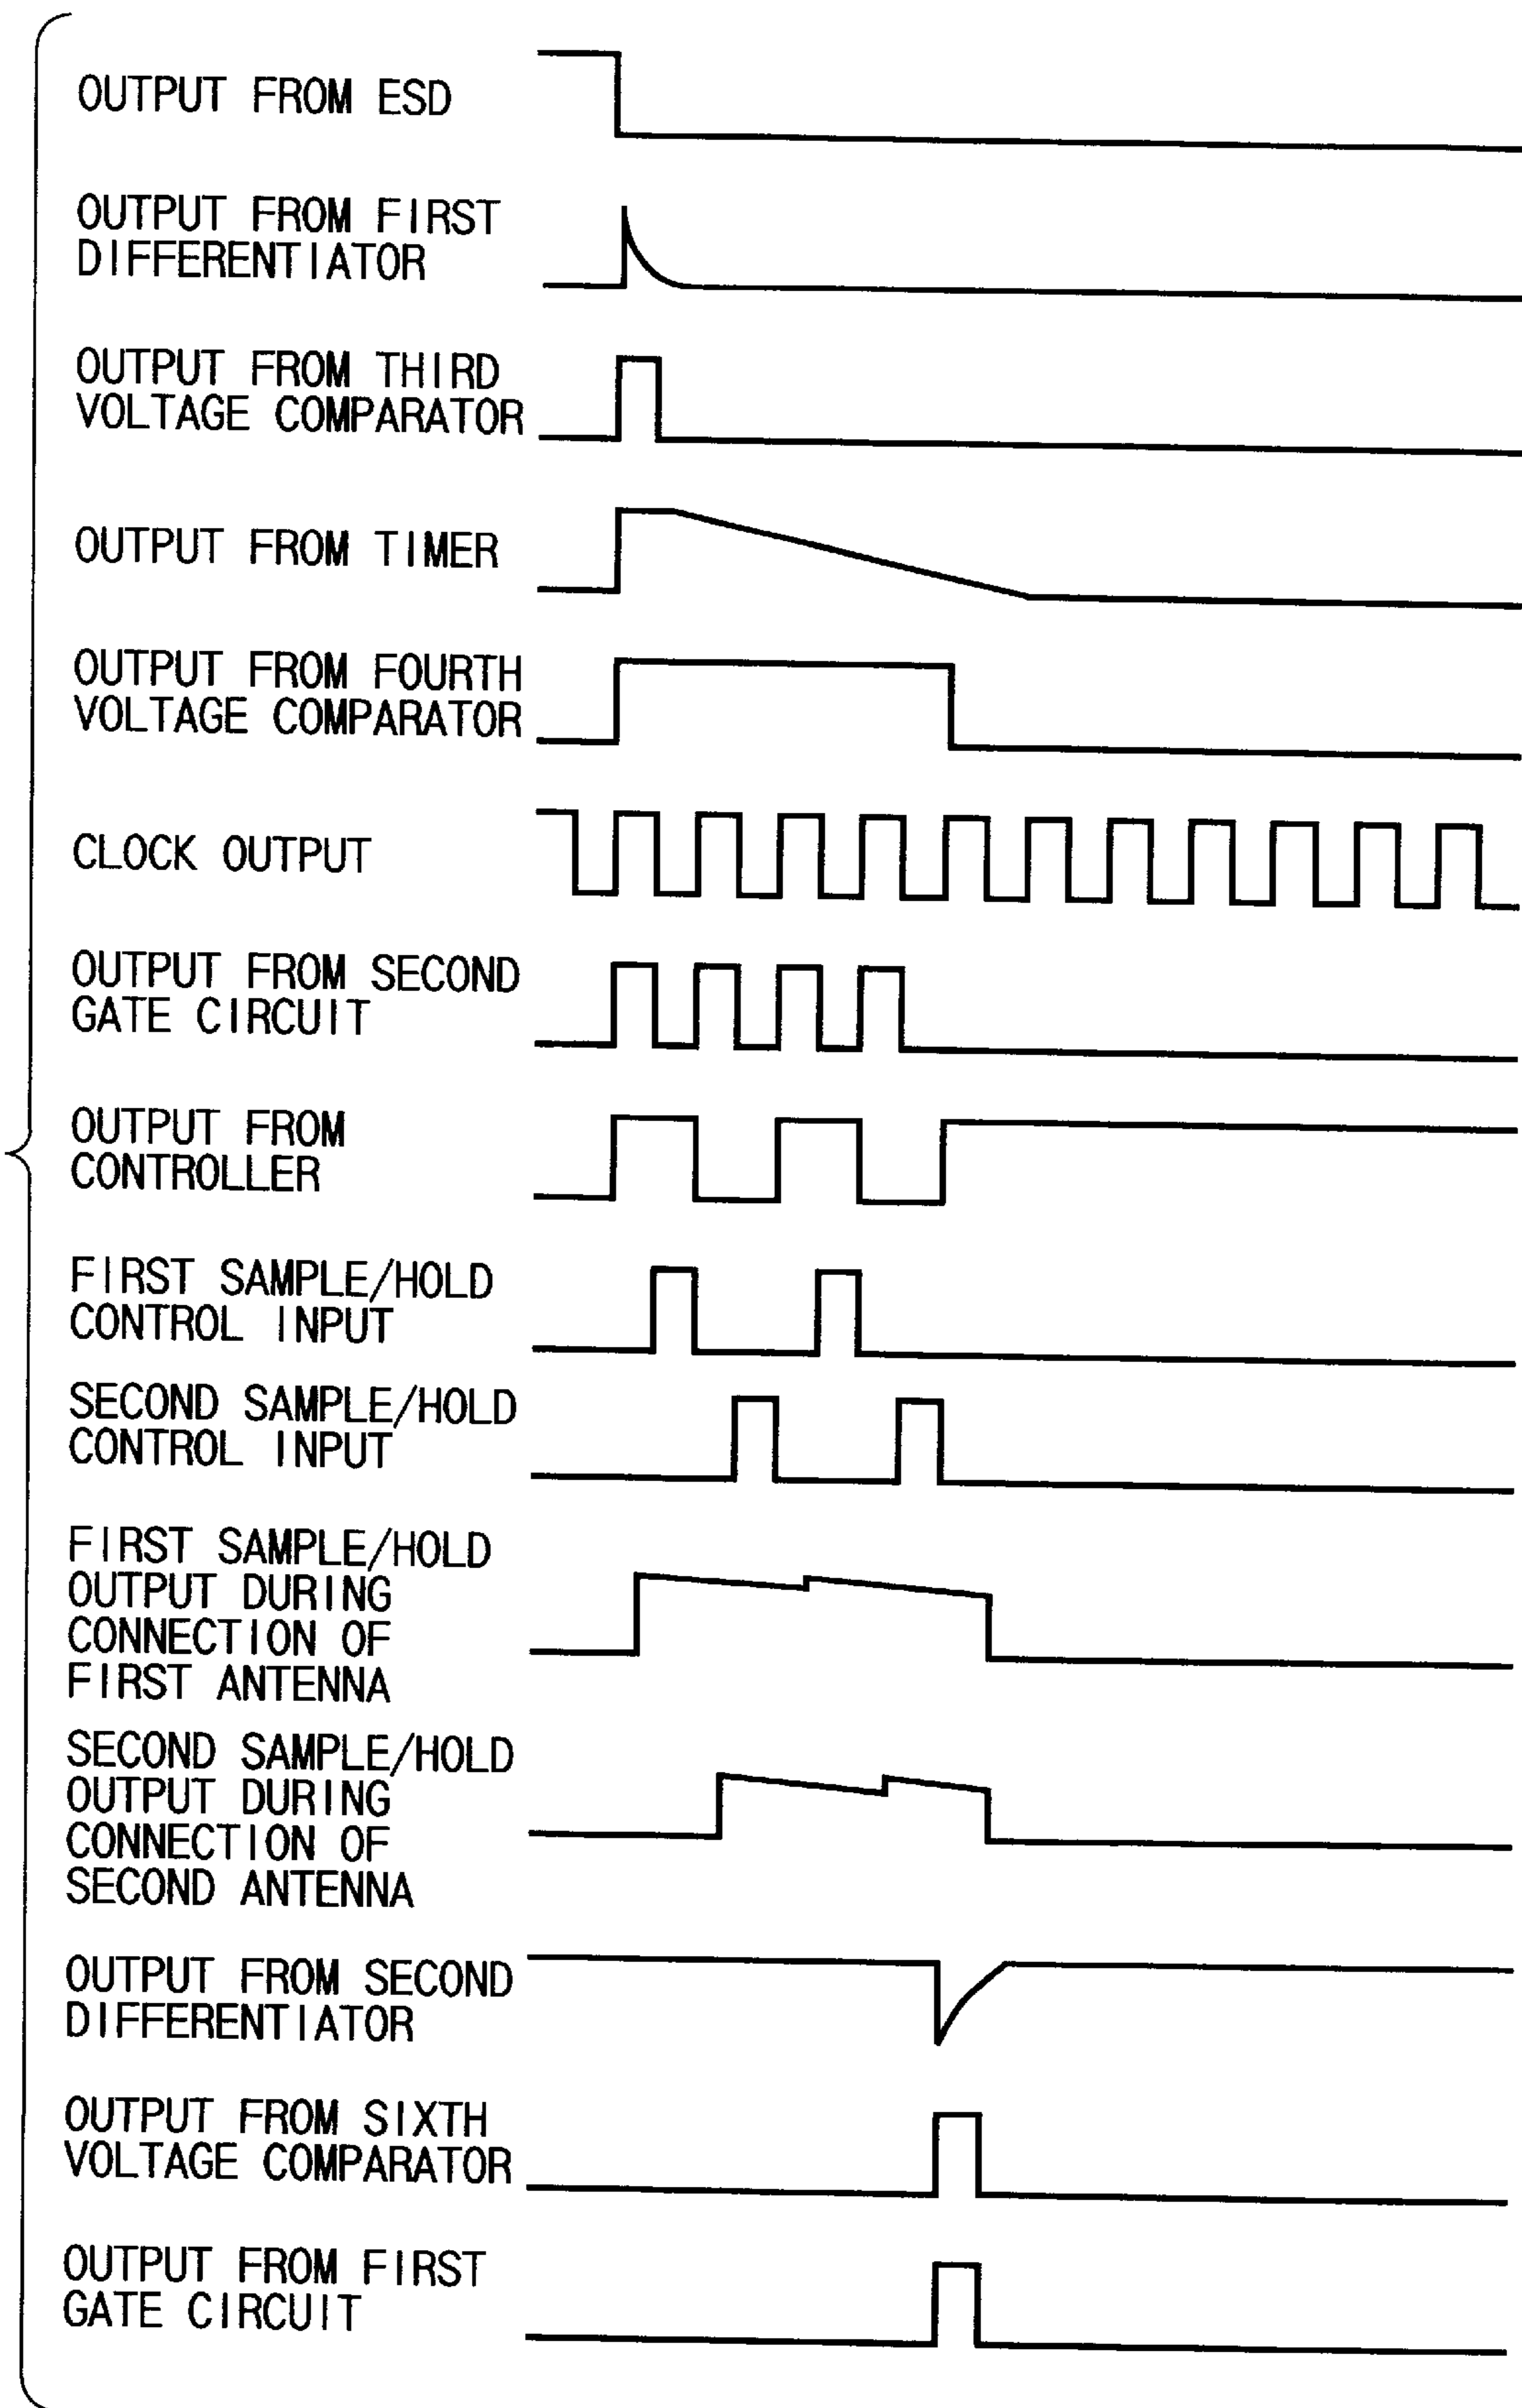 OUTPUT FROM ESD
OUTPUT FROM FIRST
DIFFERENTIATOR
OUTPUT FROM THIRD
VOLTAGE COMPARATOR
OUTPUT FROM TIMER
OUTPUT FROM FOURTH
VOLTAGE COMPARATOR
CLOCK OUTPUT
OUTPUT FROM SECOND
GATE CIRCUIT
OUTPUT FROM
CONTROLLER
FIRST SAMPLE/HOLD
CONTROL INPUT
SECOND SAMPLE/HOLD
CONTROL INPUT
FIRST SAMPLE/HOLD
OUTPUT DURING
CONNECTION OF
FIRST ANTENNA
SECOND SAMPLE/HOLD
OUTPUT DURING
CONNECTION OF
SECOND ANTENNA
OUTPUT FROM SECOND
DIFFERENTIATOR
OUTPUT FROM SIXTH
VOLTAGE COMPARATOR
OUTPUT FROM FIRST
GATE CIRCUIT